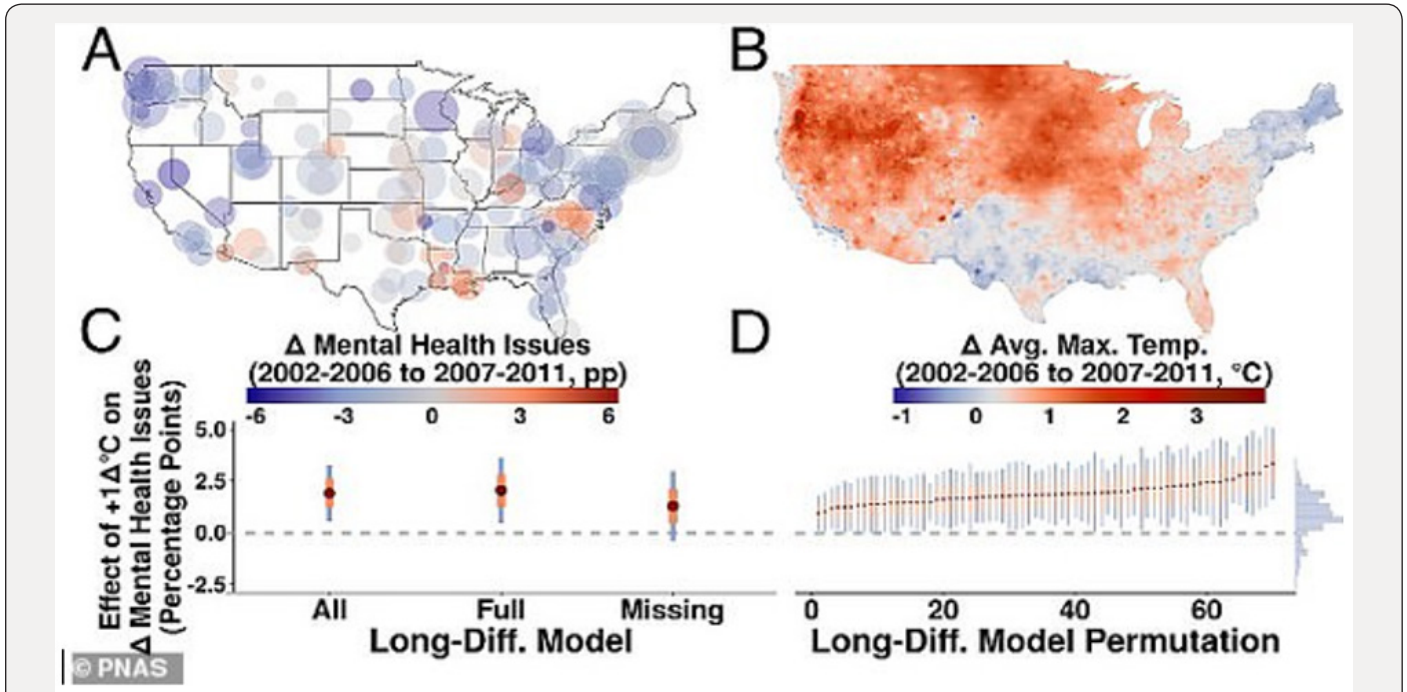 A
B
Δ Mental Health Issues
(2002-2006 to 2007-2011, pp)
-6 -3 0 3 6
Δ Avg. Max. Temp.
(2002-2006 to 2007-2011, °C)
-1 0 1 2 3
C
D
Effect of +1Δ°C on
Δ Mental Health Issues
(Percentage Points)
5.0
2.5
0.0
-2.5
All Full Missing
Long-Diff. Model
0 20 40 60
Long-Diff. Model Permutation
© PNAS